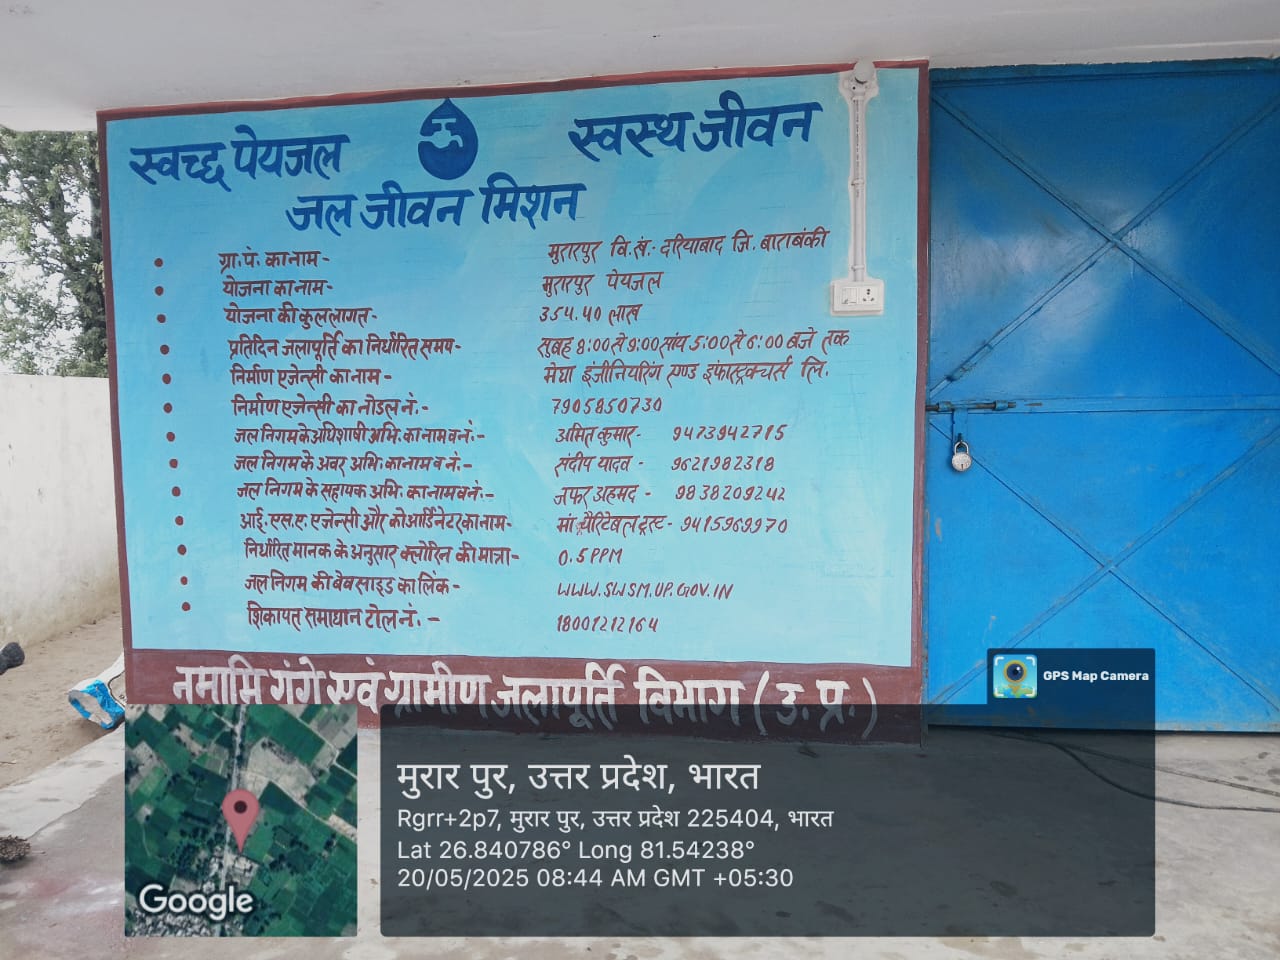 स्वच्छ पेयजल स्वस्थ जीवन
जल जीवन मिशन
ग्रा.पं. का नाम- मुरारपुर वि.खं.- दरियाबाद जि. बाराबंकी
योजना का नाम- मुरारपुर पेयजल
योजना की कुल लागत- 354.40 लाख
प्रतिदिन जलापूर्ति का निर्धारित समय- सुबह 8:00 से 9:00 सांय 5:00 से 6:00 बजे तक
निर्माण एजेन्सी का नाम- मेघा इंजीनियरिंग एण्ड इंफ्रास्ट्रक्चर्स लि.
निर्माण एजेन्सी का नोडल नं.- 7905850730
जल निगम के अधिशाषी अभि. का नाम व नं.- अमित कुमार- 9473942715
जल निगम के अवर अभि. का नाम व नं.- संदीप यादव - 9621982318
जल निगम के सहायक अभि. का नाम व नं.- जफर अहमद - 9838209242
आई.एस.ए. एजेन्सी और कोआर्डिनेटर का नाम- मां चैरिटेबल ट्रस्ट- 9415969970
निर्धारित मानक के अनुसार क्लोरिन की मात्रा- 0.5 PPM
जल निगम की बेवसाइड का लिंक- WWW.SWSM.UP.GOV.IN
शिकायत समाधान टोल नं. - 18001212164
नमामि गंगे एवं ग्रामीण जलापूर्ति विभाग (उ.प्र.)
GPS Map Camera
मुरार पुर, उत्तर प्रदेश, भारत
Rgrr+2p7, मुरार पुर, उत्तर प्रदेश 225404, भारत
Lat 26.840786° Long 81.54238°
20/05/2025 08:44 AM GMT +05:30
Google